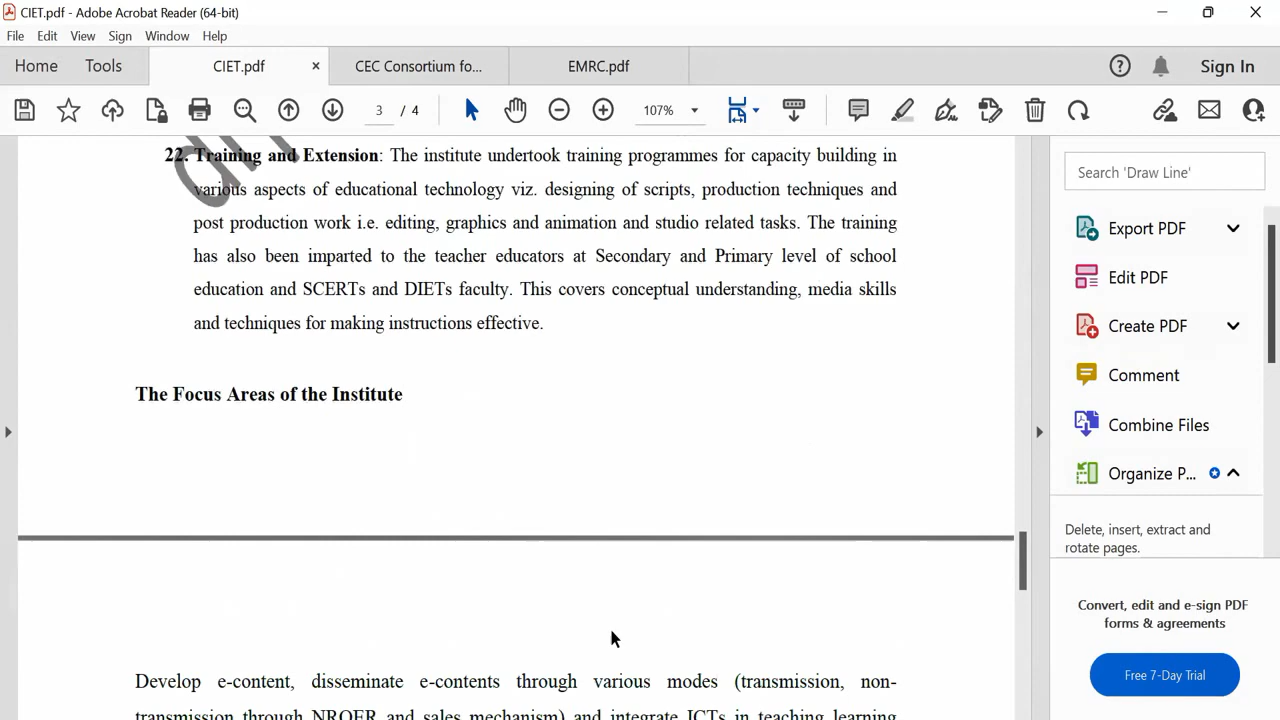 CIET.pdf - Adobe Acrobat Reader (64-bit)
File Edit View Sign Window Help
Home Tools CIET.pdf × CEC Consortium fo... EMRC.pdf Sign In
3 / 4 107%
22. Training and Extension: The institute undertook training programmes for capacity building in
various aspects of educational technology viz. designing of scripts, production techniques and
post production work i.e. editing, graphics and animation and studio related tasks. The training
has also been imparted to the teacher educators at Secondary and Primary level of school
education and SCERTs and DIETs faculty. This covers conceptual understanding, media skills
and techniques for making instructions effective.
The Focus Areas of the Institute
Develop e-content, disseminate e-contents through various modes (transmission, non-
transmission through NROER and sales mechanism) and integrate ICTs in teaching learning
Search 'Draw Line'
Export PDF
Edit PDF
Create PDF
Comment
Combine Files
Organize P...
Delete, insert, extract and
rotate pages.
Convert, edit and e-sign PDF
forms & agreements
Free 7-Day Trial